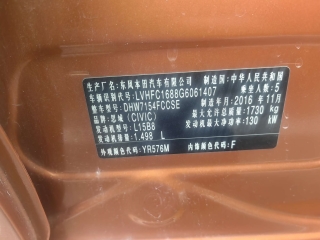 生产厂名:东风本田汽车有限公司 制造国:中华人民共和国
车辆识别代号:LVHFC1688G6061407 乘坐人数:5
整车型号:DHW7154FCCSE 制造年月:2016年11月
品牌名称:思域(CIVIC) 最大允许总质量:1730 kg
发动机型号:L15B8 发动机最大净功率:130 kW
发动机排量:1.498 L
外观颜色代码:YR576M 内饰颜色代码:F